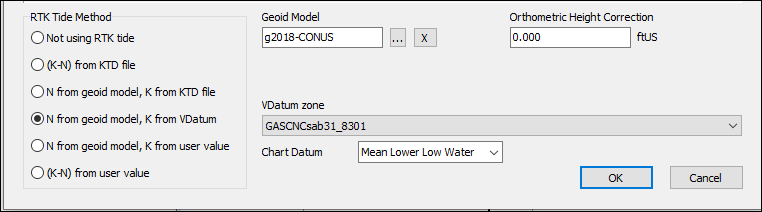 RTK Tide Method
Not using RTK tide
(K-N) from KTD file
N from geoid model, K from KTD file
N from geoid model, K from VDatum
N from geoid model, K from user value
(K-N) from user value
Geoid Model
g2018-CONUS ... X
Orthometric Height Correction
0.000 ftUS
VDatum zone
GASCNCsab31_8301
Chart Datum Mean Lower Low Water
OK Cancel